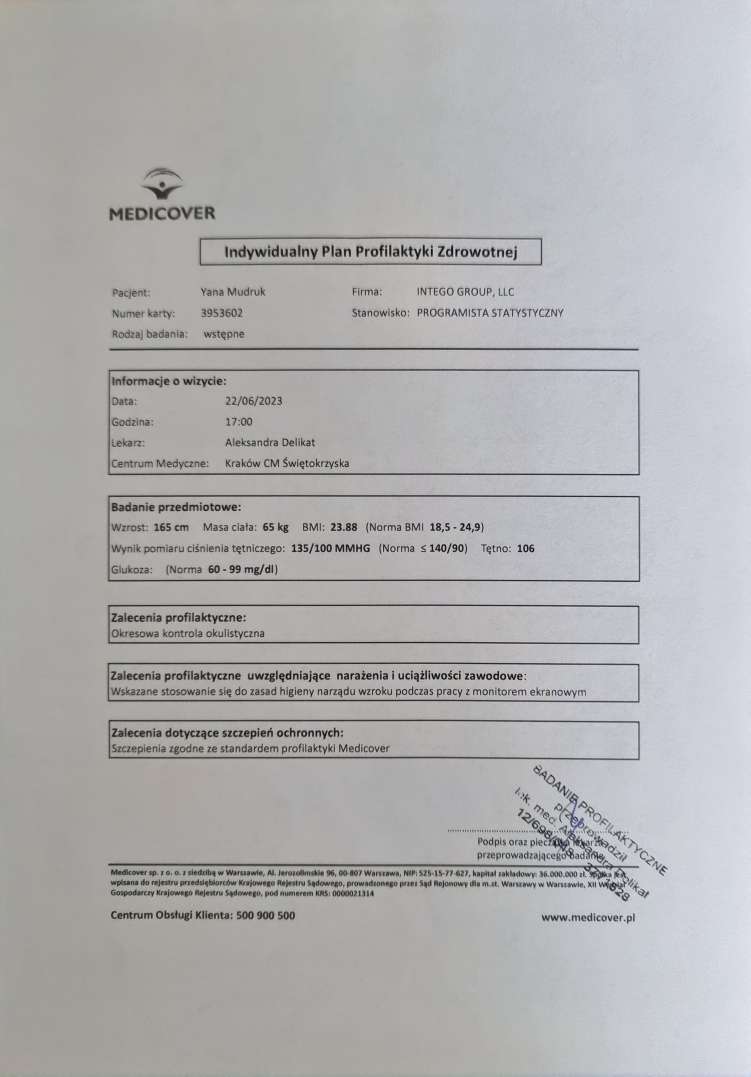 MEDICOVER
Indywidualny Plan Profilaktyki Zdrowotnej
Pacjent: Yana Mudruk Firma: INTEGO GROUP, LLC
Numer karty: 3953602 Stanowisko: PROGRAMISTA STATYSTYCZNY
Rodzaj badania: wstępne
Informacje o wizycie:
Data: 22/06/2023
Godzina: 17:00
Lekarz: Aleksandra Delikat
Centrum Medyczne: Kraków CM Świętokrzyska
Badanie przedmiotowe:
Wzrost: 165 cm Masa ciała: 65 kg BMI: 23.88 (Norma BMI 18,5 - 24,9)
Wynik pomiaru ciśnienia tętniczego: 135/100 MMHG (Norma ≤ 140/90) Tętno: 106
Glukoza: (Norma 60 - 99 mg/dl)
Zalecenia profilaktyczne:
Okresowa kontrola okulistyczna
Zalecenia profilaktyczne uwzględniające narażenia i uciążliwości zawodowe:
Wskazane stosowanie się do zasad higieny narządu wzroku podczas pracy z monitorem ekranowym
Zalecenia dotyczące szczepień ochronnych:
Szczepienia zgodne ze standardem profilaktyki Medicover
BADANIE PROFILAKTYCZNE
przeprowadził
lek. med. Aleksandra Delikat
Podpis oraz pieczątka lekarza
przeprowadzającego badanie
Medicover sp. z o. o. z siedzibą w Warszawie, Al. Jerozolimskie 96, 00-807 Warszawa, NIP: 525-15-77-627, kapitał zakładowy: 36.000.000 zł. Spółka jest
wpisana do rejestru przedsiębiorców Krajowego Rejestru Sądowego, prowadzonego przez Sąd Rejonowy dla m.st. Warszawy w Warszawie, XII Wydział
Gospodarczy Krajowego Rejestru Sądowego, pod numerem KRS: 0000021314
Centrum Obsługi Klienta: 500 900 500 www.medicover.pl